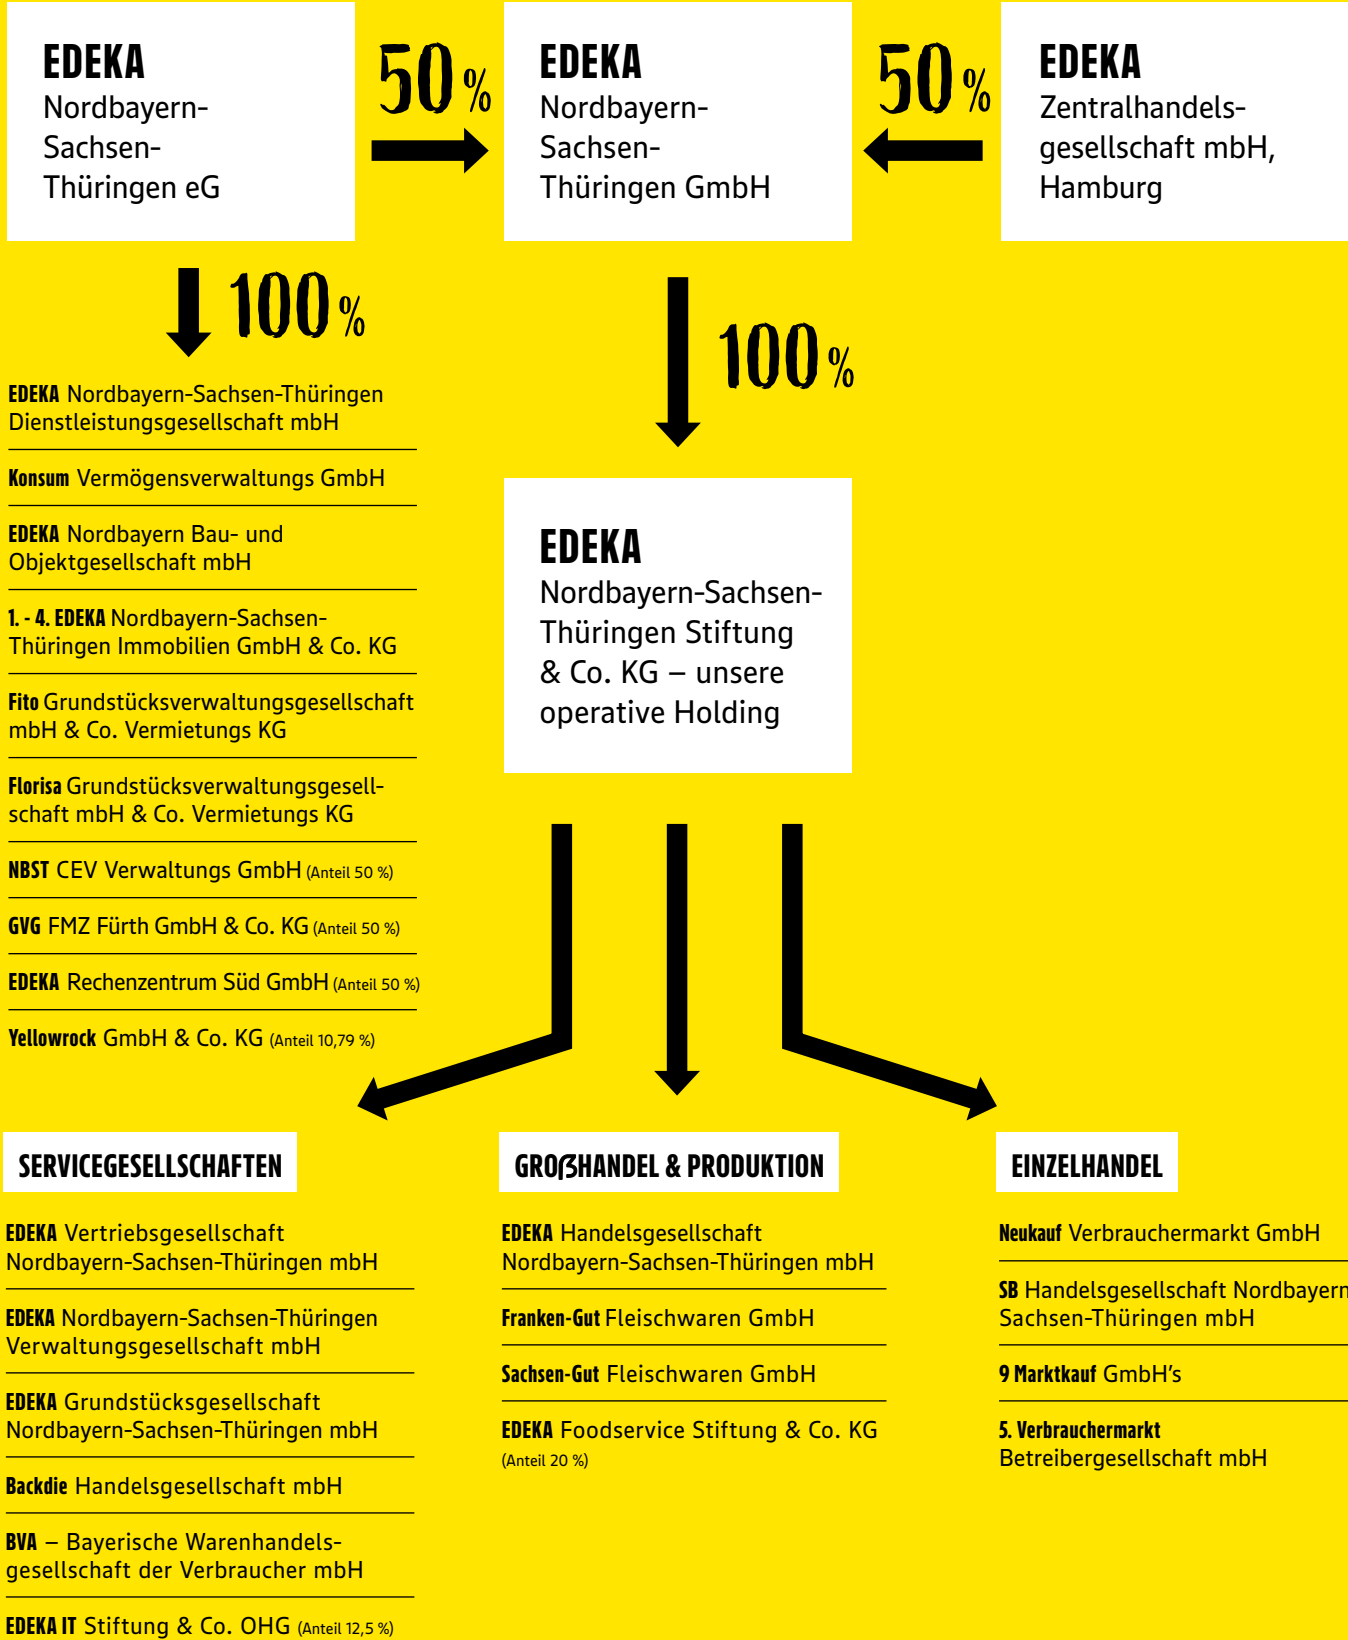 EDEKA
Nordbayern-
Sachsen-
Thüringen eG
50 %
EDEKA
Nordbayern-
Sachsen-
Thüringen GmbH
50 %
EDEKA
Zentralhandels-
gesellschaft mbH,
Hamburg
100 %
EDEKA Nordbayern-Sachsen-Thüringen
Dienstleistungsgesellschaft mbH
Konsum Vermögensverwaltungs GmbH
EDEKA Nordbayern Bau- und
Objektgesellschaft mbH
1. - 4. EDEKA Nordbayern-Sachsen-
Thüringen Immobilien GmbH & Co. KG
Fito Grundstücksverwaltungsgesellschaft
mbH & Co. Vermietungs KG
Florisa Grundstücksverwaltungsgesell-
schaft mbH & Co. Vermietungs KG
NBST CEV Verwaltungs GmbH (Anteil 50 %)
GVG FMZ Fürth GmbH & Co. KG (Anteil 50 %)
EDEKA Rechenzentrum Süd GmbH (Anteil 50 %)
Yellowrock GmbH & Co. KG (Anteil 10,79 %)
100 %
EDEKA
Nordbayern-Sachsen-
Thüringen Stiftung
& Co. KG – unsere
operative Holding
SERVICEGESELLSCHAFTEN
EDEKA Vertriebsgesellschaft
Nordbayern-Sachsen-Thüringen mbH
EDEKA Nordbayern-Sachsen-Thüringen
Verwaltungsgesellschaft mbH
EDEKA Grundstücksgesellschaft
Nordbayern-Sachsen-Thüringen mbH
Backdie Handelsgesellschaft mbH
BVA – Bayerische Warenhandels-
gesellschaft der Verbraucher mbH
EDEKA IT Stiftung & Co. OHG (Anteil 12,5 %)
GROẞHANDEL & PRODUKTION
EDEKA Handelsgesellschaft
Nordbayern-Sachsen-Thüringen mbH
Franken-Gut Fleischwaren GmbH
Sachsen-Gut Fleischwaren GmbH
EDEKA Foodservice Stiftung & Co. KG
(Anteil 20 %)
EINZELHANDEL
Neukauf Verbrauchermarkt GmbH
SB Handelsgesellschaft Nordbayern
Sachsen-Thüringen mbH
9 Marktkauf GmbH's
5. Verbrauchermarkt
Betreibergesellschaft mbH